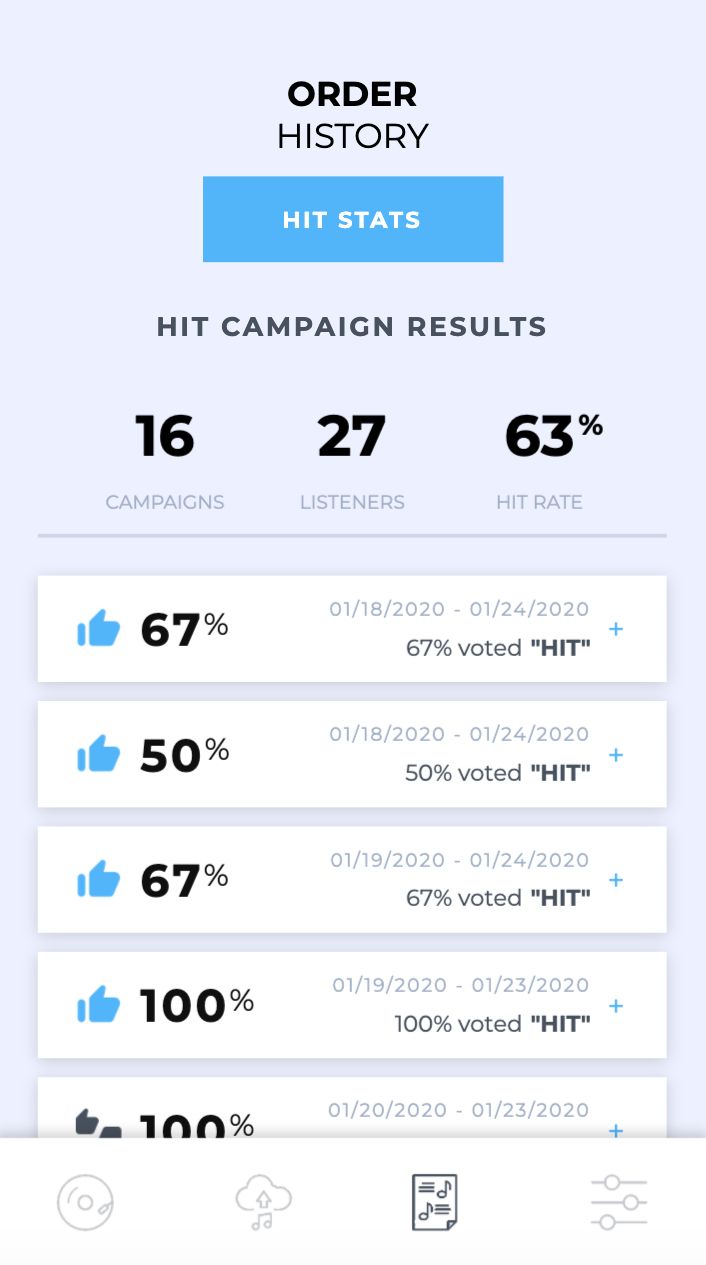 ORDER
HISTORY
HIT STATS
HIT CAMPAIGN RESULTS
16 27 63%
CAMPAIGNS LISTENERS HIT RATE
67% 01/18/2020 - 01/24/2020
67% voted "HIT"
+
50% 01/18/2020 - 01/24/2020
50% voted "HIT"
+
67% 01/19/2020 - 01/24/2020
67% voted "HIT"
+
100% 01/19/2020 - 01/23/2020
100% voted "HIT"
+
100% 01/20/2020 - 01/23/2020
+